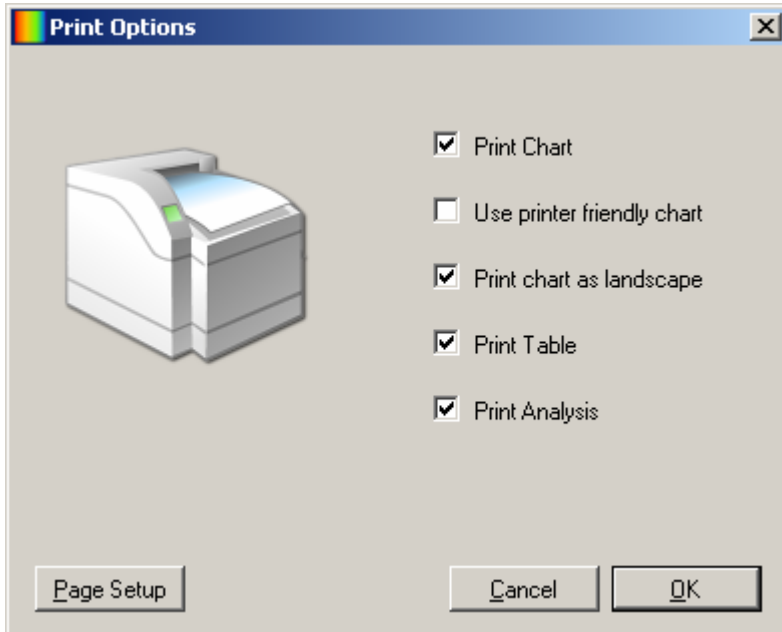 Print Options
Print Chart
Use printer friendly chart
Print chart as landscape
Print Table
Print Analysis
Page Setup
Cancel
OK